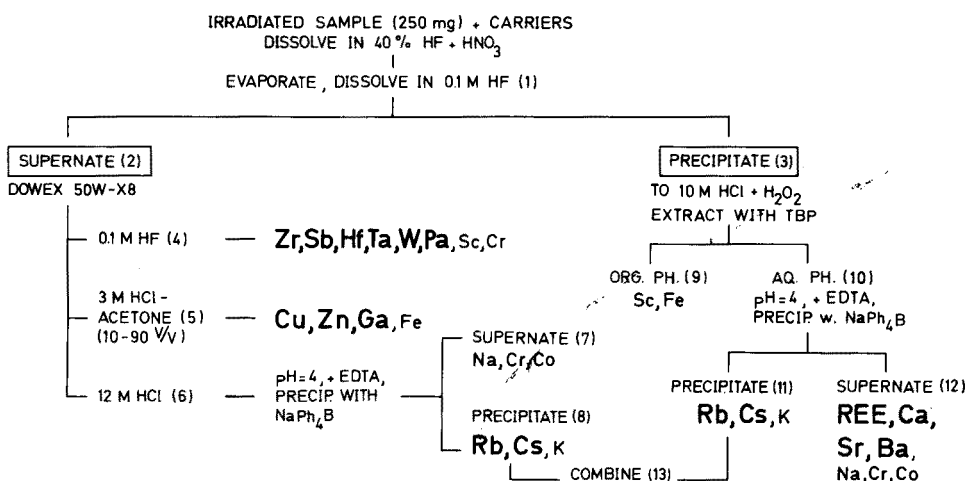 IRRADIATED SAMPLE (250 mg) + CARRIERS
DISSOLVE IN 40% HF + HNO3
EVAPORATE, DISSOLVE IN 0.1 M HF (1)
SUPERNATE (2)
DOWEX 50W-X8
0.1 M HF (4)
Zr,Sb,Hf,Ta,W,Pa,Sc,Cr
3 M HCl-
ACETONE (5)
(10-90 V/V)
Cu,Zn,Ga,Fe
12 M HCl (6)
pH=4,+EDTA,
PRECIP. WITH
NaPh4B
SUPERNATE (7)
Na,Cr,Co
PRECIPITATE (8)
Rb,Cs,K
PRECIPITATE (3)
TO 10 M HCl + H2O2
EXTRACT WITH TBP
ORG. PH. (9)
Sc,Fe
AQ. PH. (10)
pH=4, + EDTA,
PRECIP. w. NaPh4B
PRECIPITATE (11)
Rb,Cs,K
SUPERNATE (12)
REE,Ca,
Sr,Ba,
Na,Cr,Co
COMBINE (13)